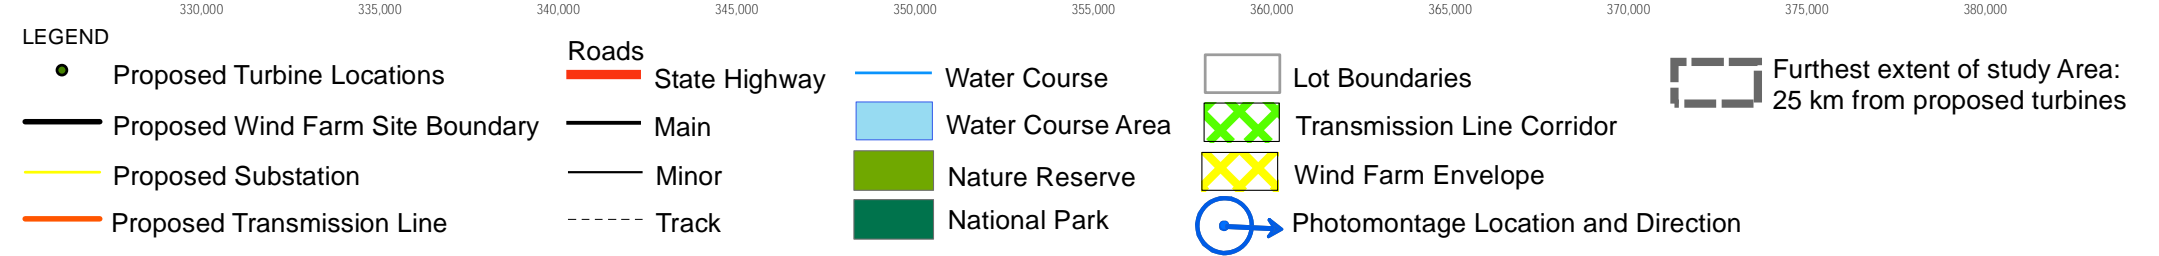 330,000 335,000 340,000 345,000 350,000 355,000 360,000 365,000 370,000 375,000 380,000
LEGEND
Proposed Turbine Locations
Proposed Wind Farm Site Boundary
Proposed Substation
Proposed Transmission Line
Roads
State Highway
Main
Minor
Track
Water Course
Water Course Area
Nature Reserve
National Park
Lot Boundaries
Transmission Line Corridor
Wind Farm Envelope
Photomontage Location and Direction
Furthest extent of study Area:
25 km from proposed turbines